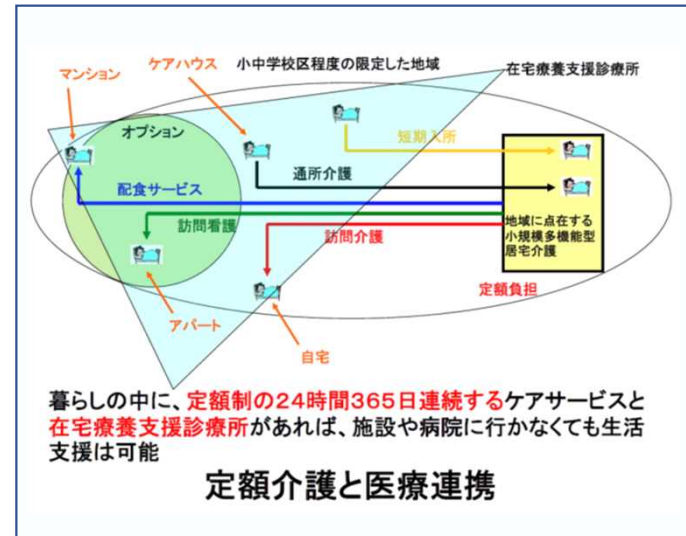 小中学校区程度の限定した地域
ケアハウス
マンション
在宅療養支援診療所
オプション
短期入所
通所介護
配食サービス
訪問看護
訪問介護
地域に点在する
小規模多機能型
居宅介護
定額負担
アパート
自宅
暮らしの中に、定額制の24時間365日連続するケアサービスと
在宅療養支援診療所があれば、施設や病院に行かなくても生活
支援は可能
定額介護と医療連携